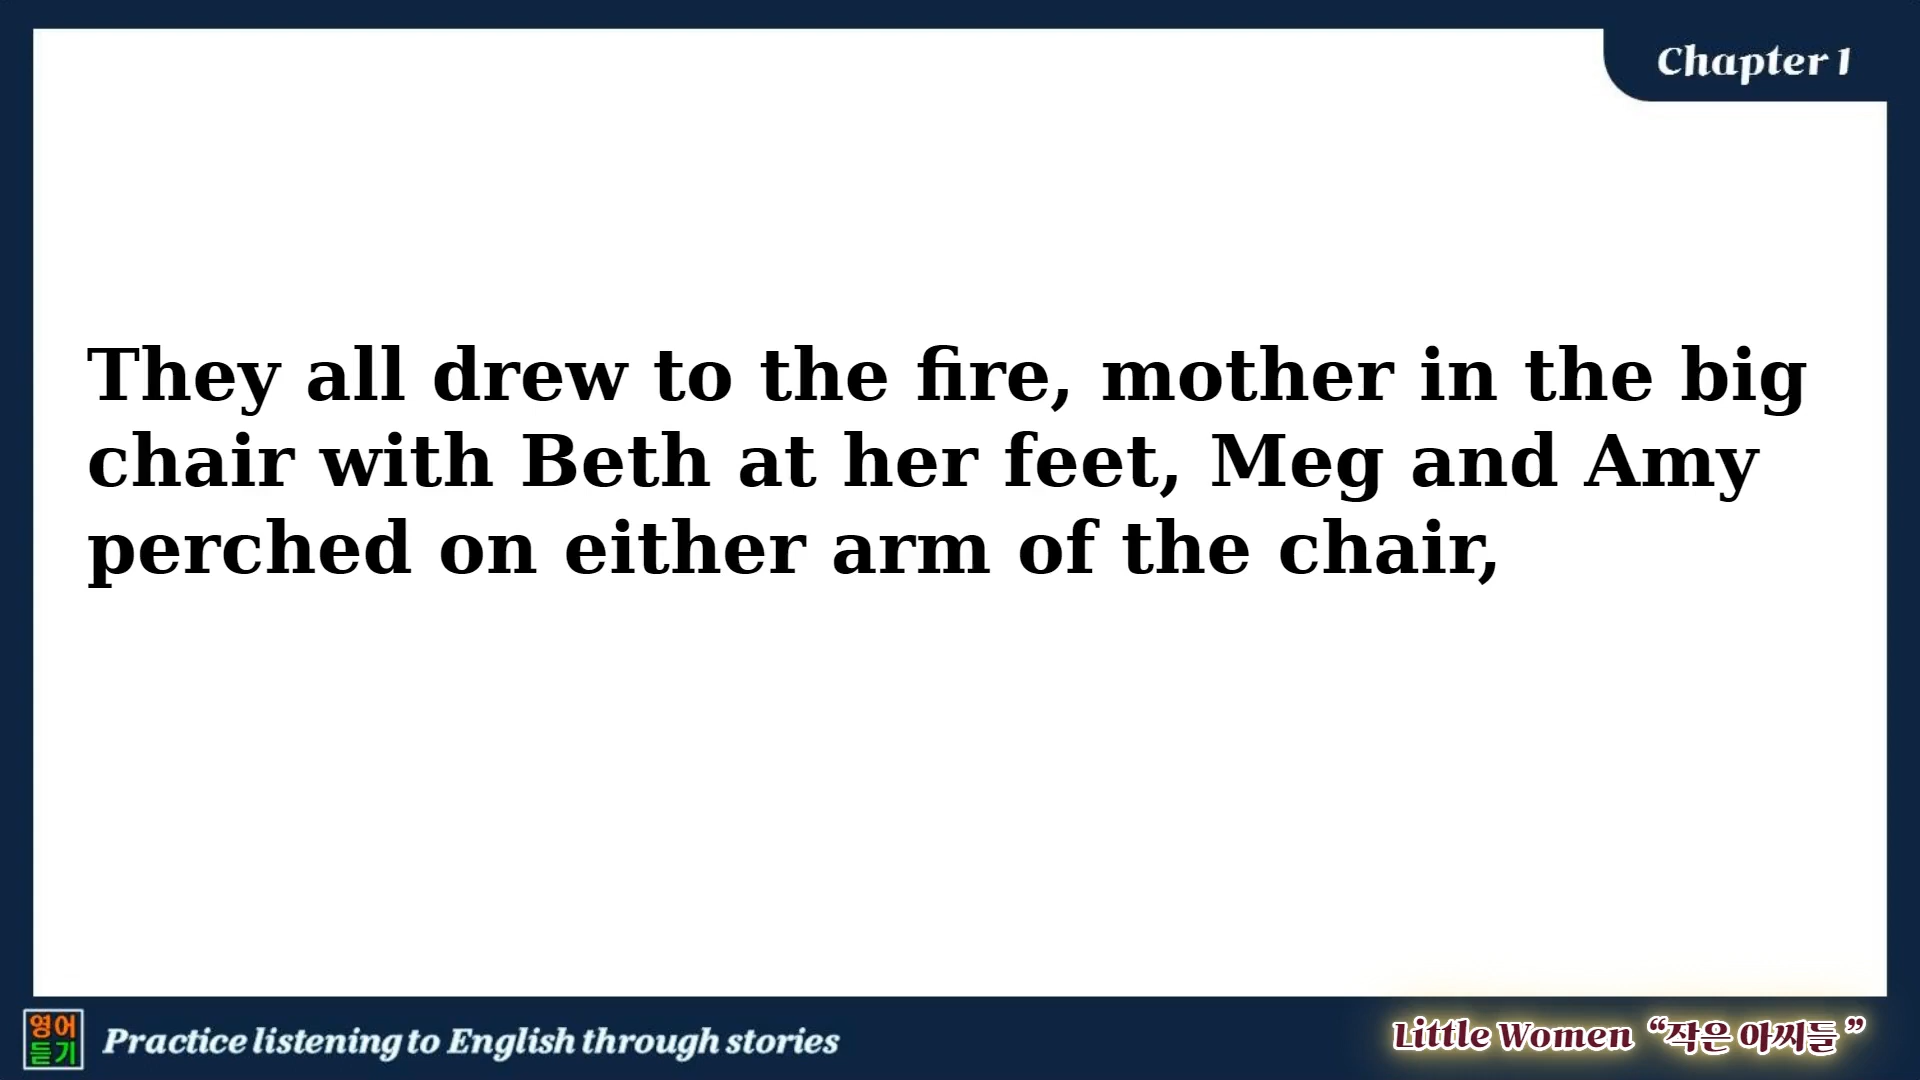 Chapter 1
They all drew to the fire, mother in the big
chair with Beth at her feet, Meg and Amy
perched on either arm of the chair,
영어
듣기
Practice listening to English through stories
Little Women “작은 아씨들”